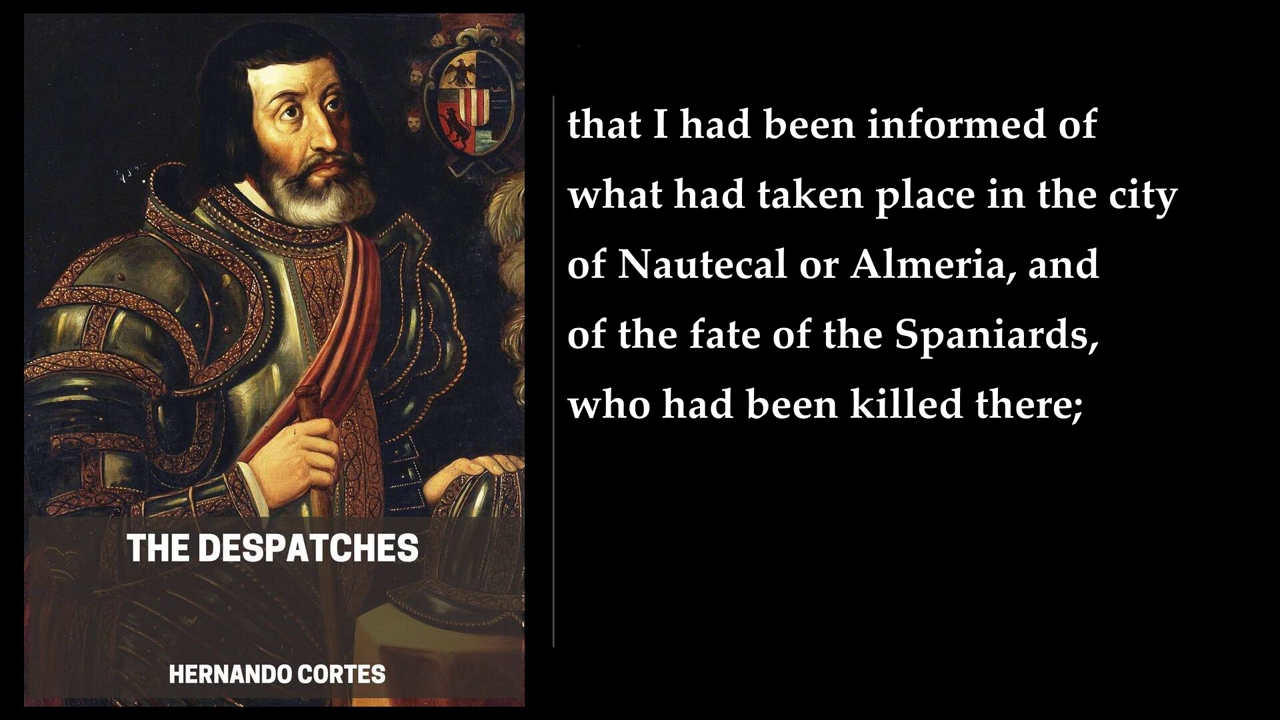 THE DESPATCHES
HERNANDO CORTES
that I had been informed of
what had taken place in the city
of Nautecal or Almeria, and
of the fate of the Spaniards,
who had been killed there;